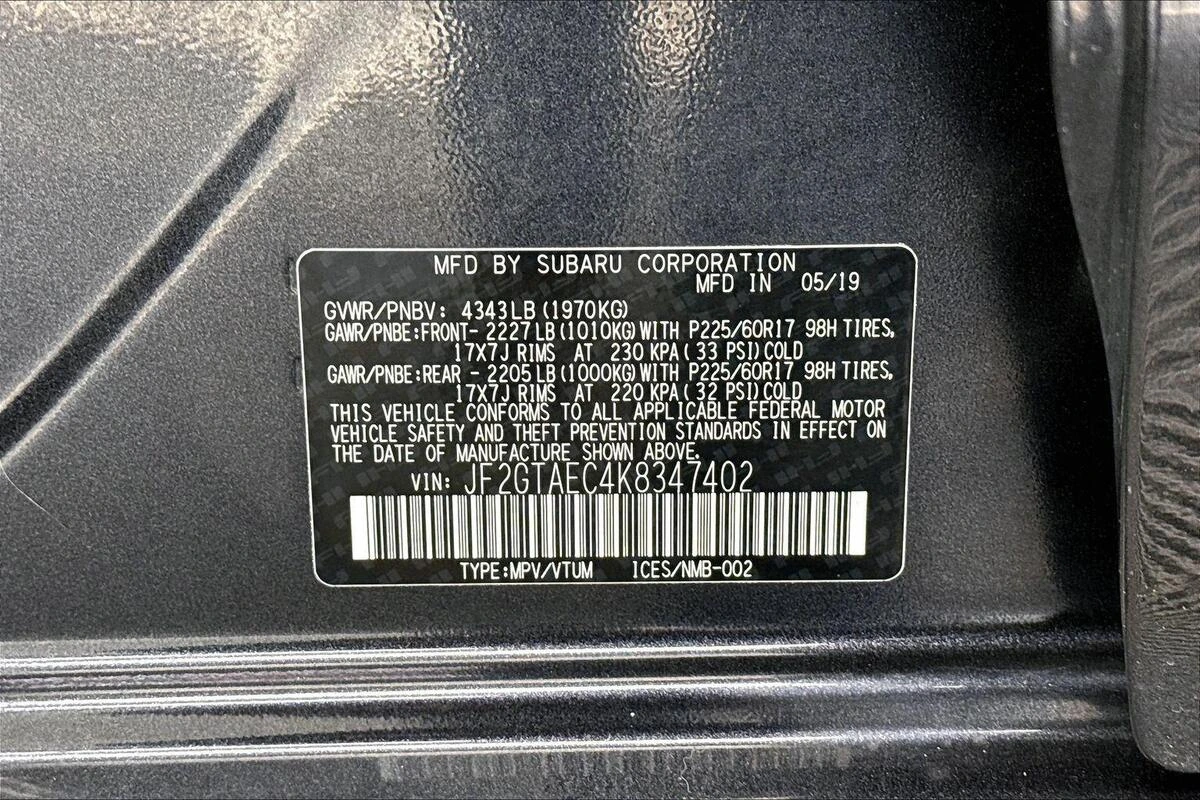 MFD BY SUBARU CORPORATION
MFD IN 05/19
GVWR/PNBV: 4343LB(1970KG)
GAWR/PNBE:FRONT- 2227LB(1010KG)WITH P225/60R17 98H TIRES,
17X7J RIMS AT 230 KPA( 33 PSI)COLD
GAWR/PNBE:REAR - 2205LB(1000KG)WITH P225/60R17 98H TIRES,
17X7J RIMS AT 220 KPA( 32 PSI)COLD
THIS VEHICLE CONFORMS TO ALL APPLICABLE FEDERAL MOTOR
VEHICLE SAFETY AND THEFT PREVENTION STANDARDS IN EFFECT ON
THE DATE OF MANUFACTURE SHOWN ABOVE.
VIN: JF2GTAEC4K8347402
TYPE:MPV/VTUM ICES/NMB-002